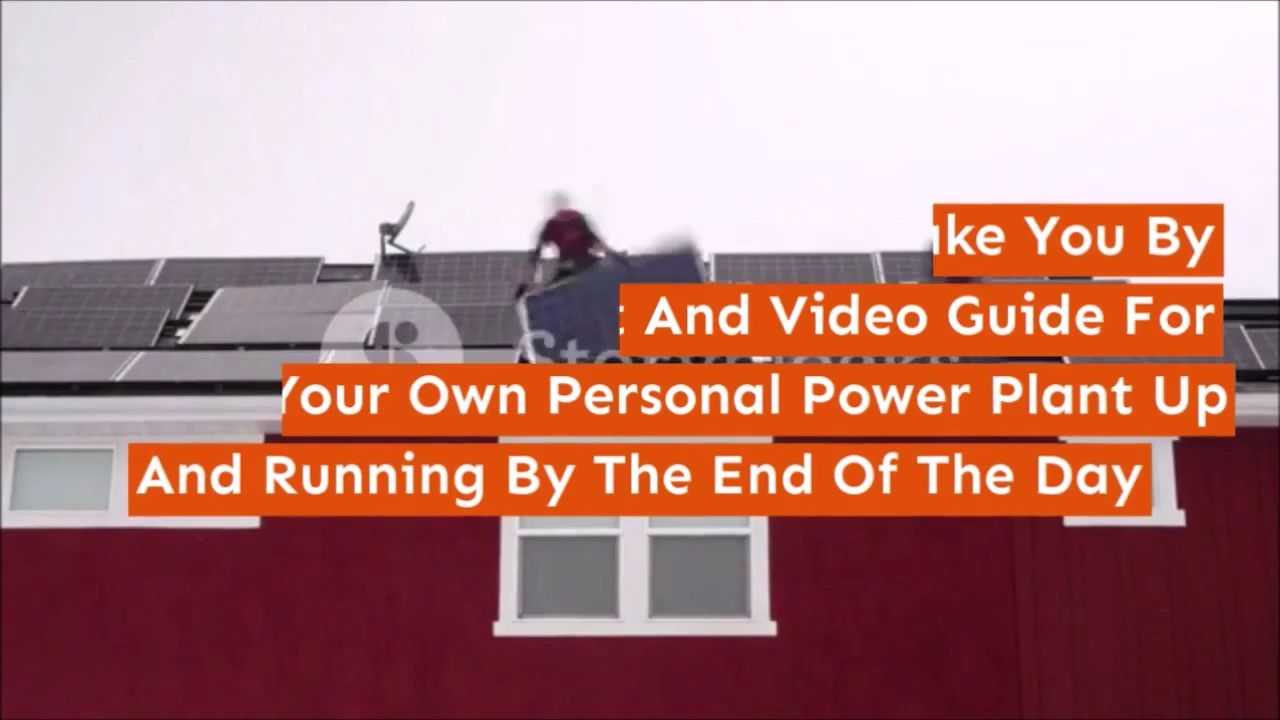 You By
And Video Guide For
Your Own Personal Power Plant Up
And Running By The End Of The Day